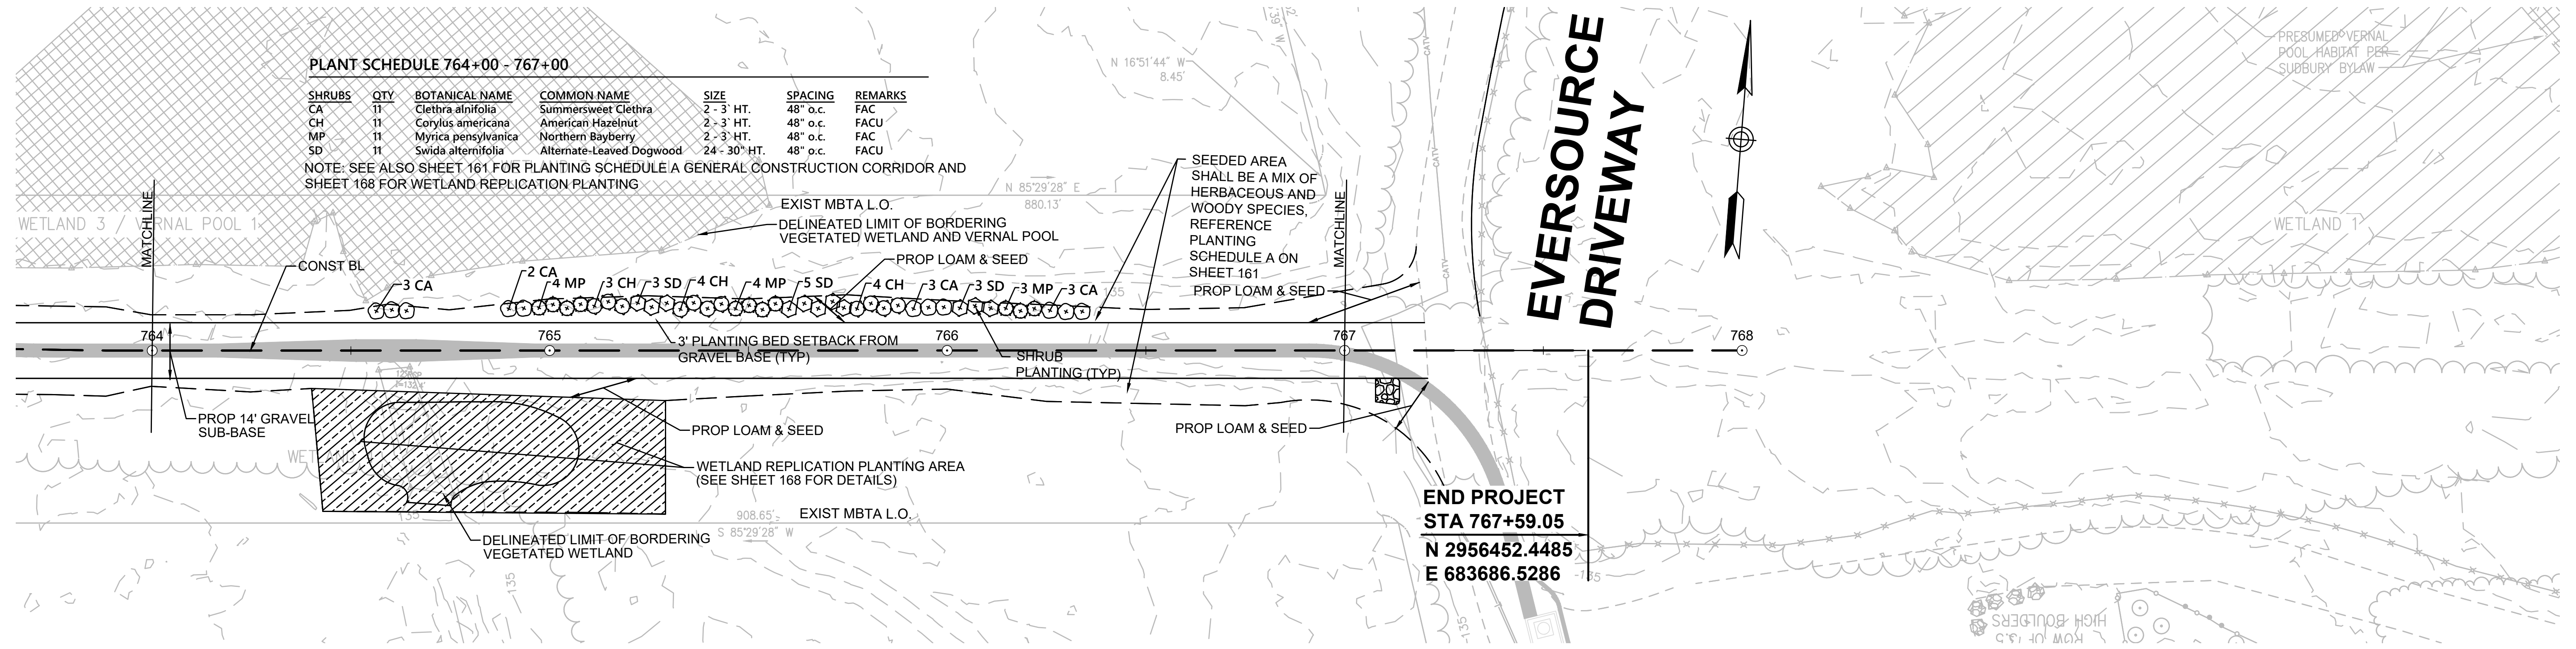 PLANT SCHEDULE 764+00 - 767+00
SHRUBS QTY BOTANICAL NAME COMMON NAME SIZE SPACING REMARKS
CA 11 Clethra alnifolia Summersweet Clethra 2 - 3` HT. 48" o.c. FAC
CH 11 Corylus americana American Hazelnut 2 - 3` HT. 48" o.c. FACU
MP 11 Myrica pensylvanica Northern Bayberry 2 - 3` HT. 48" o.c. FAC
SD 11 Swida alternifolia Alternate-Leaved Dogwood 24 - 30" HT. 48" o.c. FACU
NOTE: SEE ALSO SHEET 161 FOR PLANTING SCHEDULE A GENERAL CONSTRUCTION CORRIDOR AND
SHEET 168 FOR WETLAND REPLICATION PLANTING
WETLAND 3 / VERNAL POOL 1
MATCHLINE
CONST BL
EXIST MBTA L.O.
DELINEATED LIMIT OF BORDERING
VEGETATED WETLAND AND VERNAL POOL
PROP LOAM & SEED
N 16°51'44" W
8.45'
N 85°29'28" E
880.13'
SEEDED AREA
SHALL BE A MIX OF
HERBACEOUS AND
WOODY SPECIES,
REFERENCE
PLANTING
SCHEDULE A ON
SHEET 161
PROP LOAM & SEED
MATCHLINE
CATV
CATV
CATV
EVERSOURCE
DRIVEWAY
PRESUMED VERNAL
POOL HABITAT PER
SUDBURY BYLAW
WETLAND 1
3 CA
2 CA
4 MP
3 CH
3 SD
4 CH
4 MP
5 SD
4 CH
3 CA
3 SD
3 MP
3 CA
135
764
765
766
767
768
3' PLANTING BED SETBACK FROM
GRAVEL BASE (TYP)
SHRUB
PLANTING (TYP)
PROP 14' GRAVEL
SUB-BASE
PROP LOAM & SEED
PROP LOAM & SEED
WETLAND REPLICATION PLANTING AREA
(SEE SHEET 168 FOR DETAILS)
EXIST MBTA L.O.
908.65'
S 85°29'28" W
135
DELINEATED LIMIT OF BORDERING
VEGETATED WETLAND
135
END PROJECT
STA 767+59.05
N 2956452.4485
E 683686.5286
135
135
ROW OF 3.5'
HIGH BOULDERS